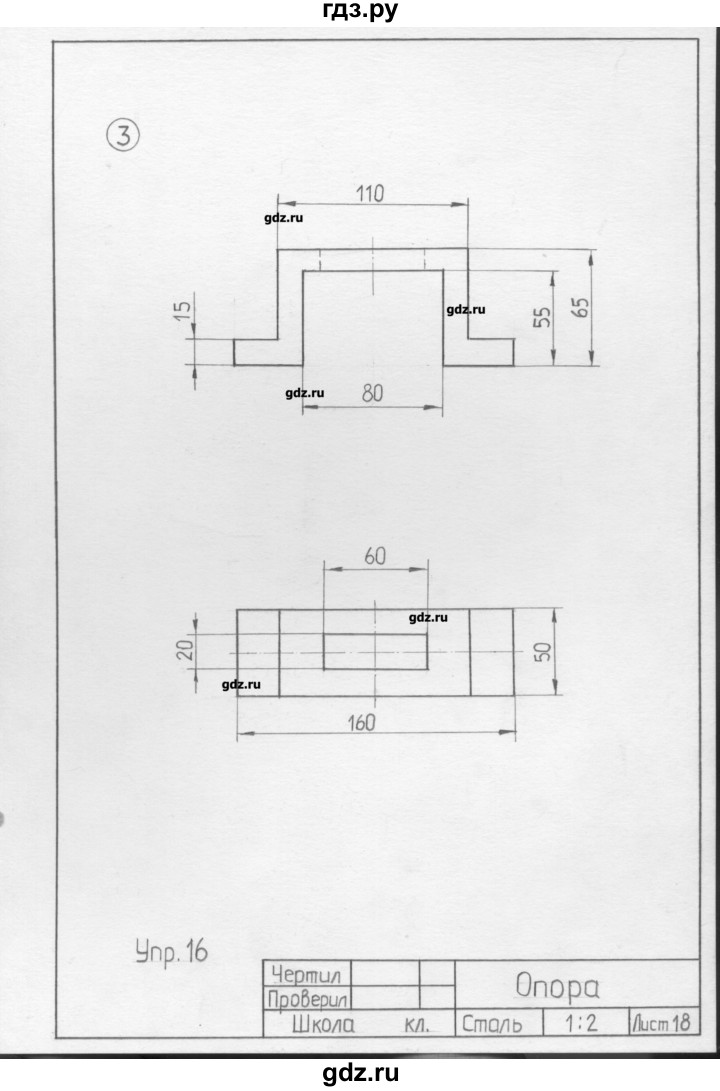 гдз.ру
3
110
gdz.ru
15
gdz.ru
55
65
gdz.ru
80
60
gdz.ru
20
50
gdz.ru
160
Упр. 16
Чертил
Опора
Проверил
Школа кл. Сталь 1:2 Лист 18
gdz.ru